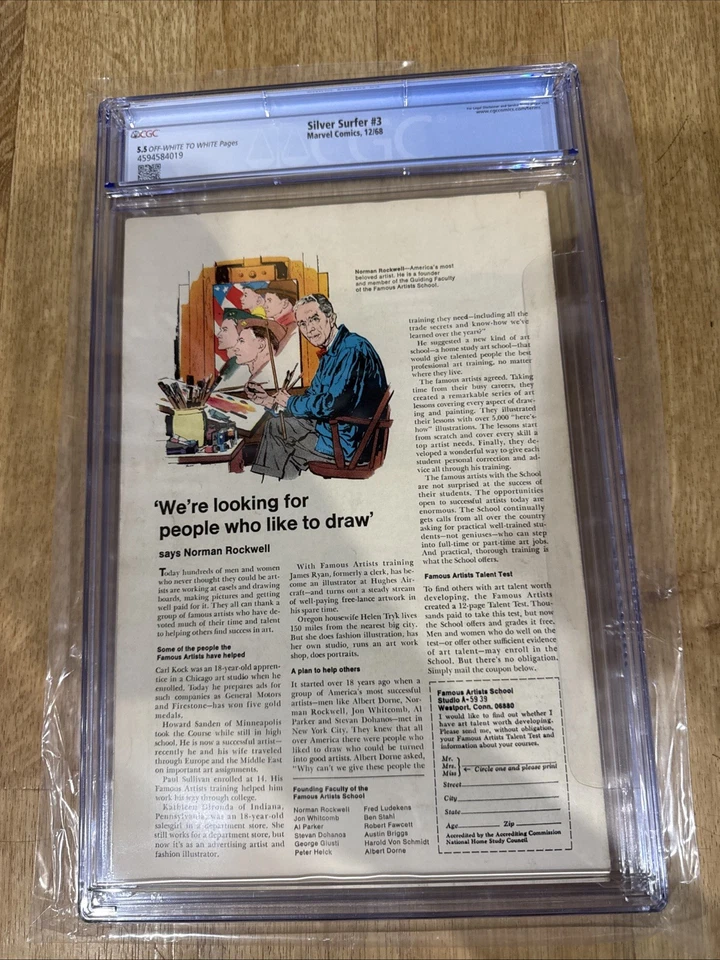 CGC
Silver Surfer #3
Marvel Comics, 12/68
5.5 OFF-WHITE TO WHITE Pages
4594584019
Norman Rockwell—America's most
beloved artist. He is a founder
and member of the Guiding Faculty
of the Famous Artists School.
'We're looking for
people who like to draw'
says Norman Rockwell
Today hundreds of men and women
who never thought they could be art-
ists are working at easels and drawing
boards, making pictures and getting
well paid for it. They all can thank a
group of famous artists who have de-
voted much of their time and talent
to helping others find success in art.
Some of the people the
Famous Artists have helped
Carl Kock was an 18-year-old appren-
tice in a Chicago art studio when he
enrolled. Today he prepares ads for
such companies as General Motors
and Firestone—has won five gold
medals.
Howard Sanden of Minneapolis
took the Course while still in high
school. He is now a successful artist—
recently he and his wife traveled
through Europe and the Middle East
on important art assignments.
Paul Sullivan enrolled at 14. His
Famous Artists training helped him
work his way through college.
Kathleen of Indiana,
Pennsylvania, was an 18-year-old
salesgirl in a department store. She
still works for a department store, but
now it's as an advertising artist and
fashion illustrator.
With Famous Artists training
James Ryan, formerly a clerk, has be-
come an illustrator at Hughes Air-
craft—and turns out a steady stream
of well-paying free-lance artwork in
his spare time.
Oregon housewife Helen Tryk lives
150 miles from the nearest big city.
But she does fashion illustration, has
her own studio, runs an art work
shop, does portraits.
A plan to help others
It started over 18 years ago when a
group of America's most successful
artists—men like Albert Dorne, Nor-
man Rockwell, Jon Whitcomb, Al
Parker and Stevan Dohanos—met in
New York City. They knew that all
over America there were people who
liked to draw who could be turned
into good artists. Albert Dorne asked,
"Why can't we give these people the
Founding Faculty of the
Famous Artists School
Norman Rockwell
Jon Whitcomb
Al Parker
Stevan Dohanos
George Giusti
Peter Helck
Fred Ludekens
Ben Stahl
Robert Fawcett
Austin Briggs
Harold Von Schmidt
Albert Dorne
training they need—including all the
trade secrets and know-how we've
learned over the years?"
He suggested a new kind of art
school—a home study art school—that
would give talented people the best
professional art training, no matter
where they live.
The famous artists agreed. Taking
time from their busy careers, they
created a remarkable series of art
lessons covering every aspect of draw-
ing and painting. They illustrated
their lessons with over 5,000 "here's-
how" illustrations. The lessons start
from scratch and cover every skill a
top artist needs. Finally, they de-
veloped a wonderful way to give each
student personal correction and ad-
vice all through his training.
The famous artists with the School
are not surprised at the success of
their students. The opportunities
open to successful artists today are
enormous. The School continually
gets calls from all over the country
asking for practical well-trained stu-
dents—not geniuses—who can step
into full-time or part-time art jobs.
And practical, thorough training is
what the School offers.
Famous Artists Talent Test
To find others with art talent worth
developing, the Famous Artists
created a 12-page Talent Test. Thou-
sands paid to take this test, but now
the School offers and grades it free.
Men and women who do well on the
test—or offer other sufficient evidence
of art talent—may enroll in the
School. But there's no obligation.
Simply mail the coupon below.
Famous Artists School
Studio A-5939
Westport, Conn. 06880
I would like to find out whether I
have art talent worth developing.
Please send me, without obligation,
your Famous Artists Talent Test and
information about your courses.
Mr.
Mrs.
Miss
Circle one and please print
Street
City
State
Age Zip
Accredited by the Accrediting Commission
National Home Study Council